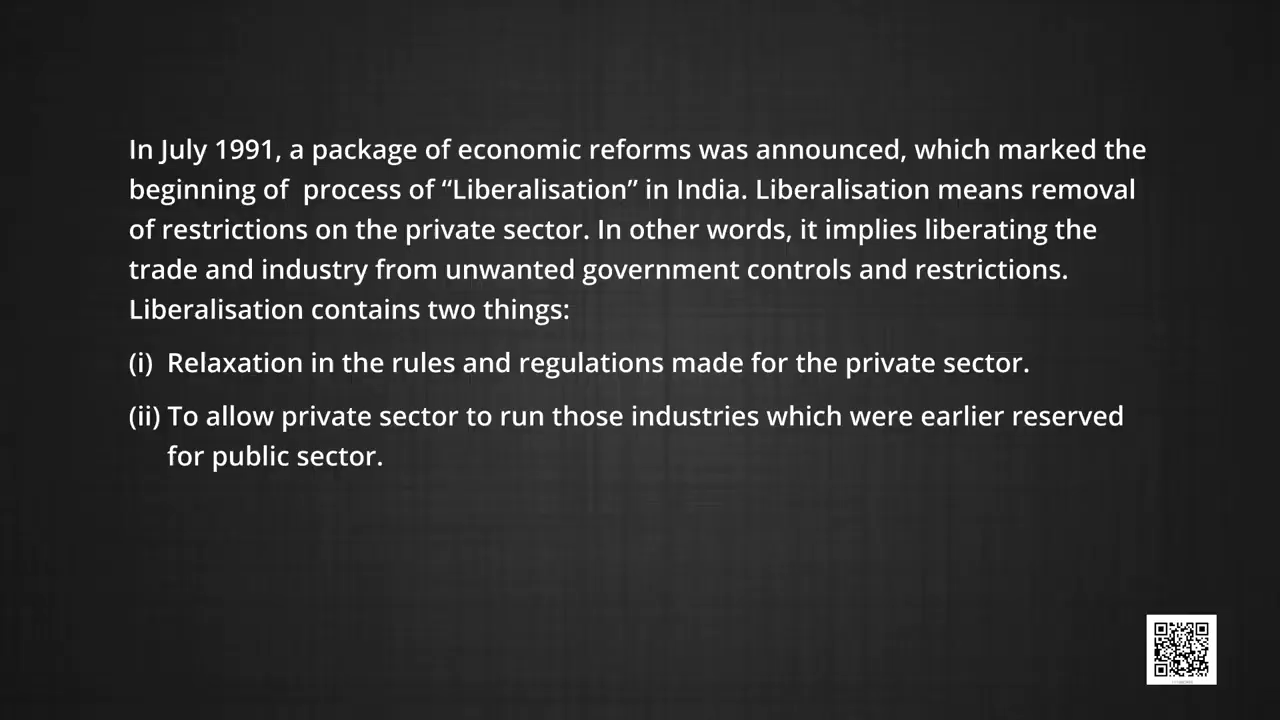 In July 1991, a package of economic reforms was announced, which marked the
beginning of  process of “Liberalisation” in India. Liberalisation means removal
of restrictions on the private sector. In other words, it implies liberating the
trade and industry from unwanted government controls and restrictions.
Liberalisation contains two things:
(i)  Relaxation in the rules and regulations made for the private sector.
(ii) To allow private sector to run those industries which were earlier reserved
for public sector.